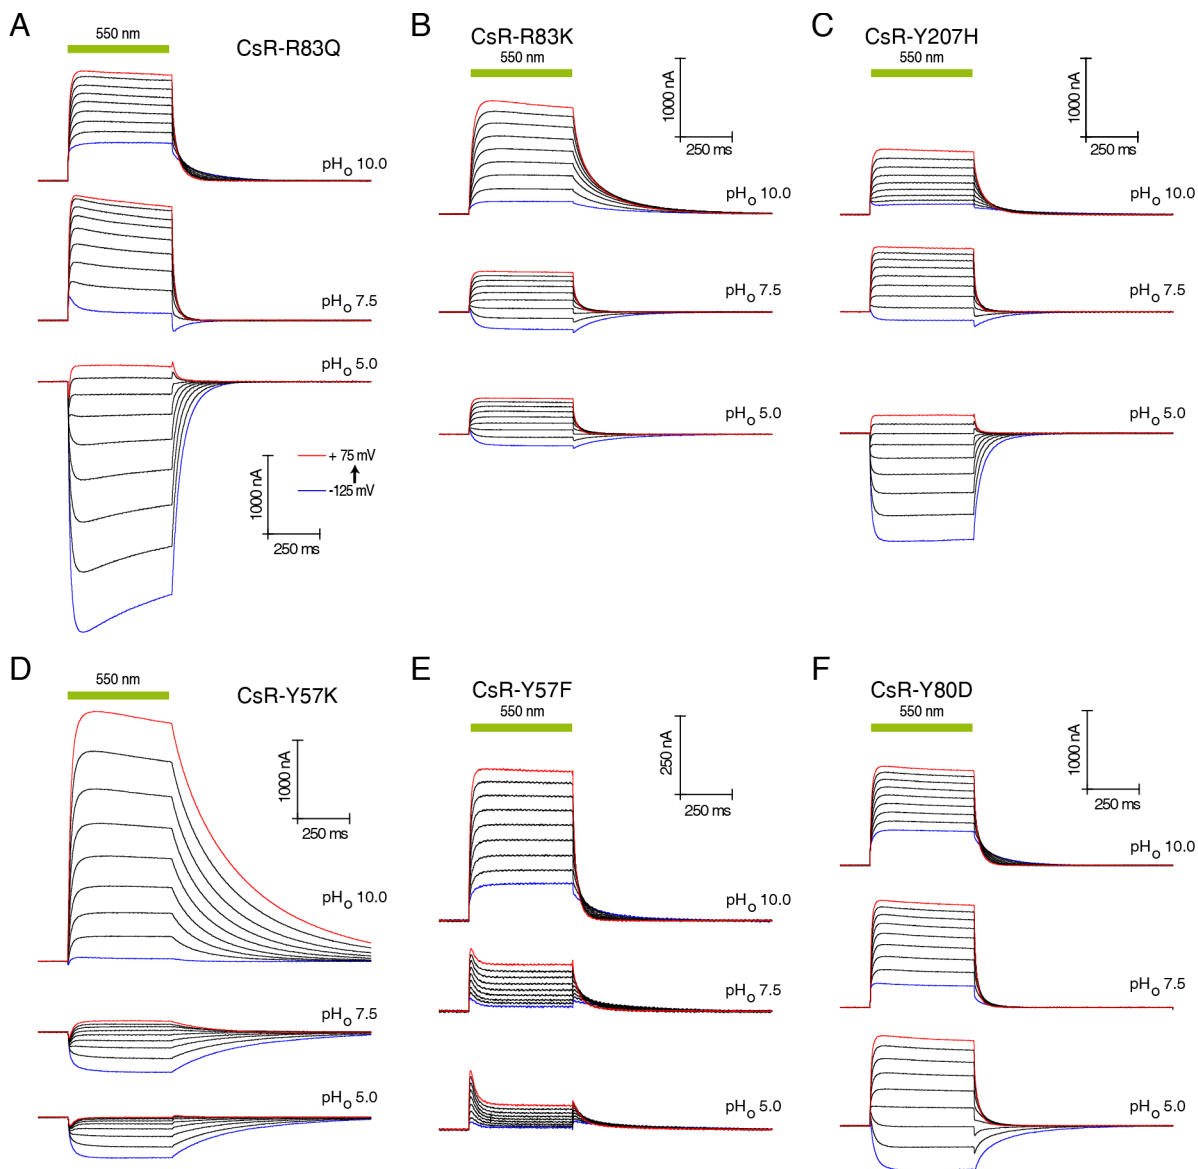 A
550 nm
CsR-R83Q
pHo 10.0
pHo 7.5
pHo 5.0
+ 75 mV
-125 mV
1000 nA
250 ms
B
CsR-R83K
550 nm
1000 nA
250 ms
pHo 10.0
pHo 7.5
pHo 5.0
C
CsR-Y207H
550 nm
1000 nA
250 ms
pHo 10.0
pHo 7.5
pHo 5.0
D
550 nm
CsR-Y57K
1000 nA
250 ms
pHo 10.0
pHo 7.5
pHo 5.0
E
CsR-Y57F
550 nm
250 nA
250 ms
pHo 10.0
pHo 7.5
pHo 5.0
F
CsR-Y80D
550 nm
1000 nA
250 ms
pHo 10.0
pHo 7.5
pHo 5.0